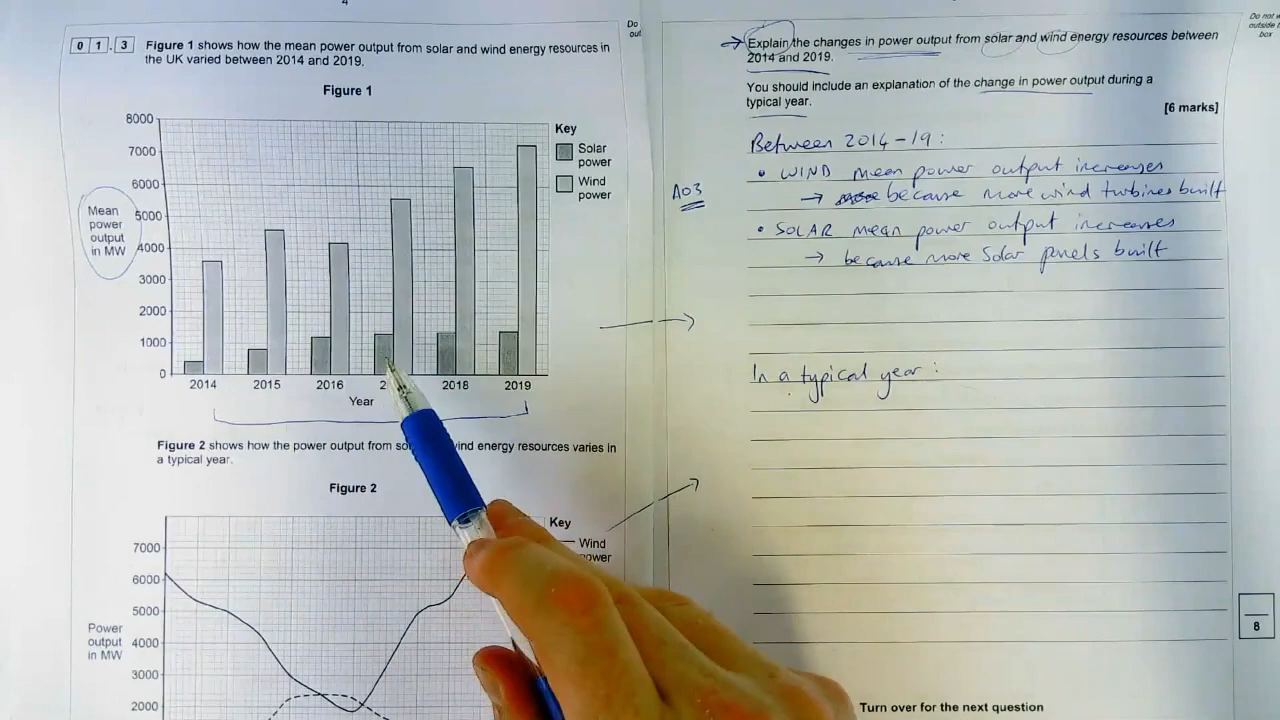 4
Do
out
0 1 . 3 Figure 1 shows how the mean power output from solar and wind energy resources in
the UK varied between 2014 and 2019.
Figure 1
8000
7000
6000
5000
4000
3000
2000
1000
0
Mean
power
output
in MW
2014 2015 2016 2 2018 2019
Year
Key
Solar
power
Wind
power
Figure 2 shows how the power output from so wind energy resources varies in
a typical year.
Figure 2
7000
6000
5000
4000
3000
2000
Power
output
in MW
Key
Wind
power
Do not w
outside t
box
→ Explain the changes in power output from solar and wind energy resources between
2014 and 2019.
You should include an explanation of the change in power output during a
typical year.
[6 marks]
AO3
Between 2014-19:
• WIND mean power output increases
→ because more wind turbines built
• SOLAR mean power output increases
→ because more Solar panels built
In a typical year:
8
Turn over for the next question